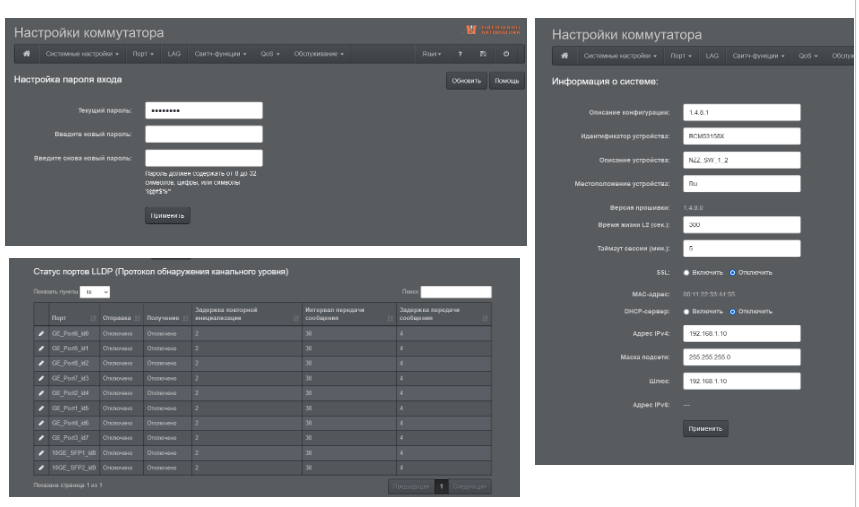 Настройки коммутатора
Системные настройки Порт LAG Свитч-функции QoS Обслуживание Язык ?
Настройка пароля входа
Обновить Помощь
Текущий пароль: ••••••••
Введите новый пароль:
Введите снова новый пароль:
Пароль должен содержать от 8 до 32
символов, цифры, или символы
Применить
Статус портов LLDP (Протокол обнаружения канального уровня)
Показать пункты 10 Поиск
Порт Отправка Получение Задержка повторной инициализации Интервал передачи сообщения Задержка передачи сообщения
GE_Port5_id0 Отключено Отключено 2 30 4
GE_Port5_id1 Отключено Отключено 2 30 4
GE_Port8_id2 Отключено Отключено 2 30 4
GE_Port7_id3 Отключено Отключено 2 30 4
GE_Port2_id4 Отключено Отключено 2 30 4
GE_Port1_id5 Отключено Отключено 2 30 4
GE_Port4_id6 Отключено Отключено 2 30 4
GE_Port3_id7 Отключено Отключено 2 30 4
10GE_SFP1_id8 Отключено Отключено 2 30 4
10GE_SFP2_id9 Отключено Отключено 2 30 4
Показана страница 1 из 1
Предыдущая 1 Следующая
Настройки коммутатора
Системные настройки Порт LAG Свитч-функции QoS Обслуж
Информация о системе:
Описание конфигурации: 1.4.8.1
Идентификатор устройства: BCM53158X
Описание устройства: NZZ_SW_1_2
Местоположение устройства: Ru
Версия прошивки: 1.4.9.0
Время жизни L2 (сек.): 300
Таймаут сессии (мин.): 5
SSL: Включить Отключить
MAC-адрес: 00:11:22:33:44:55
DHCP-сервер: Включить Отключить
Адрес IPv4: 192.168.1.10
Маска подсети: 255.255.255.0
Шлюз: 192.168.1.10
Адрес IPv6: ---
Применить